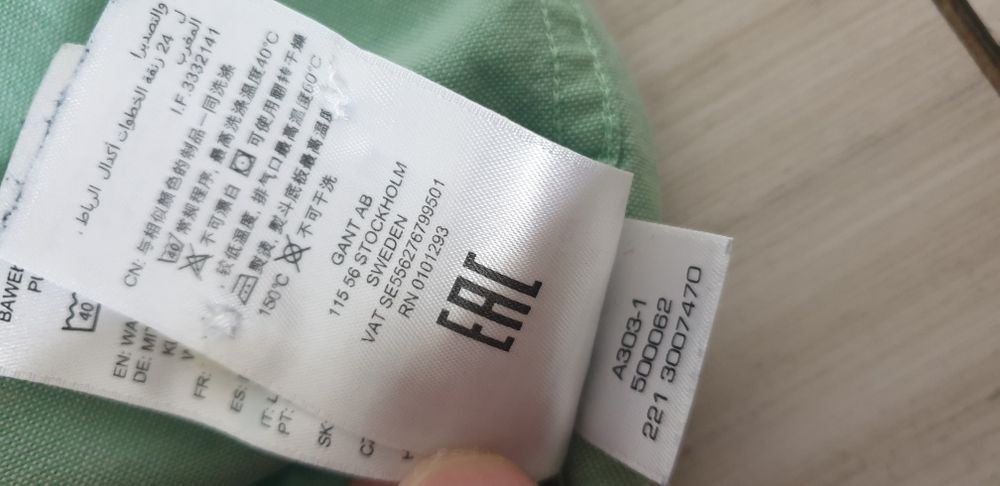 والتصدير
المغرب
24 زنقة الخطوات أكدال الرباط.
I.F.3332141
CN: 与相似颜色的制品一同洗涤
40 常规程序, 最高洗涤温度40℃
不可漂白 可使用翻转干燥
, 较低温度, 排气口最高温度60℃
熨烫, 熨斗底板最高温度
150℃ 不可干洗
GANT AB
115 56 STOCKHOLM
SWEDEN
VAT SE556276799501
RN 0101293
EAC
A303-1
500062
221 3007470
40
EN:
DE:
FR:
ES:
IT:
PT:
SK: